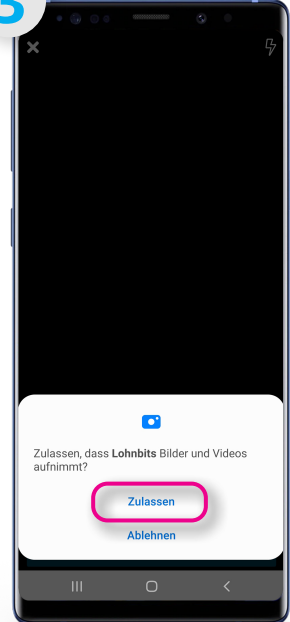 Zulassen, dass Lohnbits Bilder und Videos
aufnimmt?
Zulassen
Ablehnen